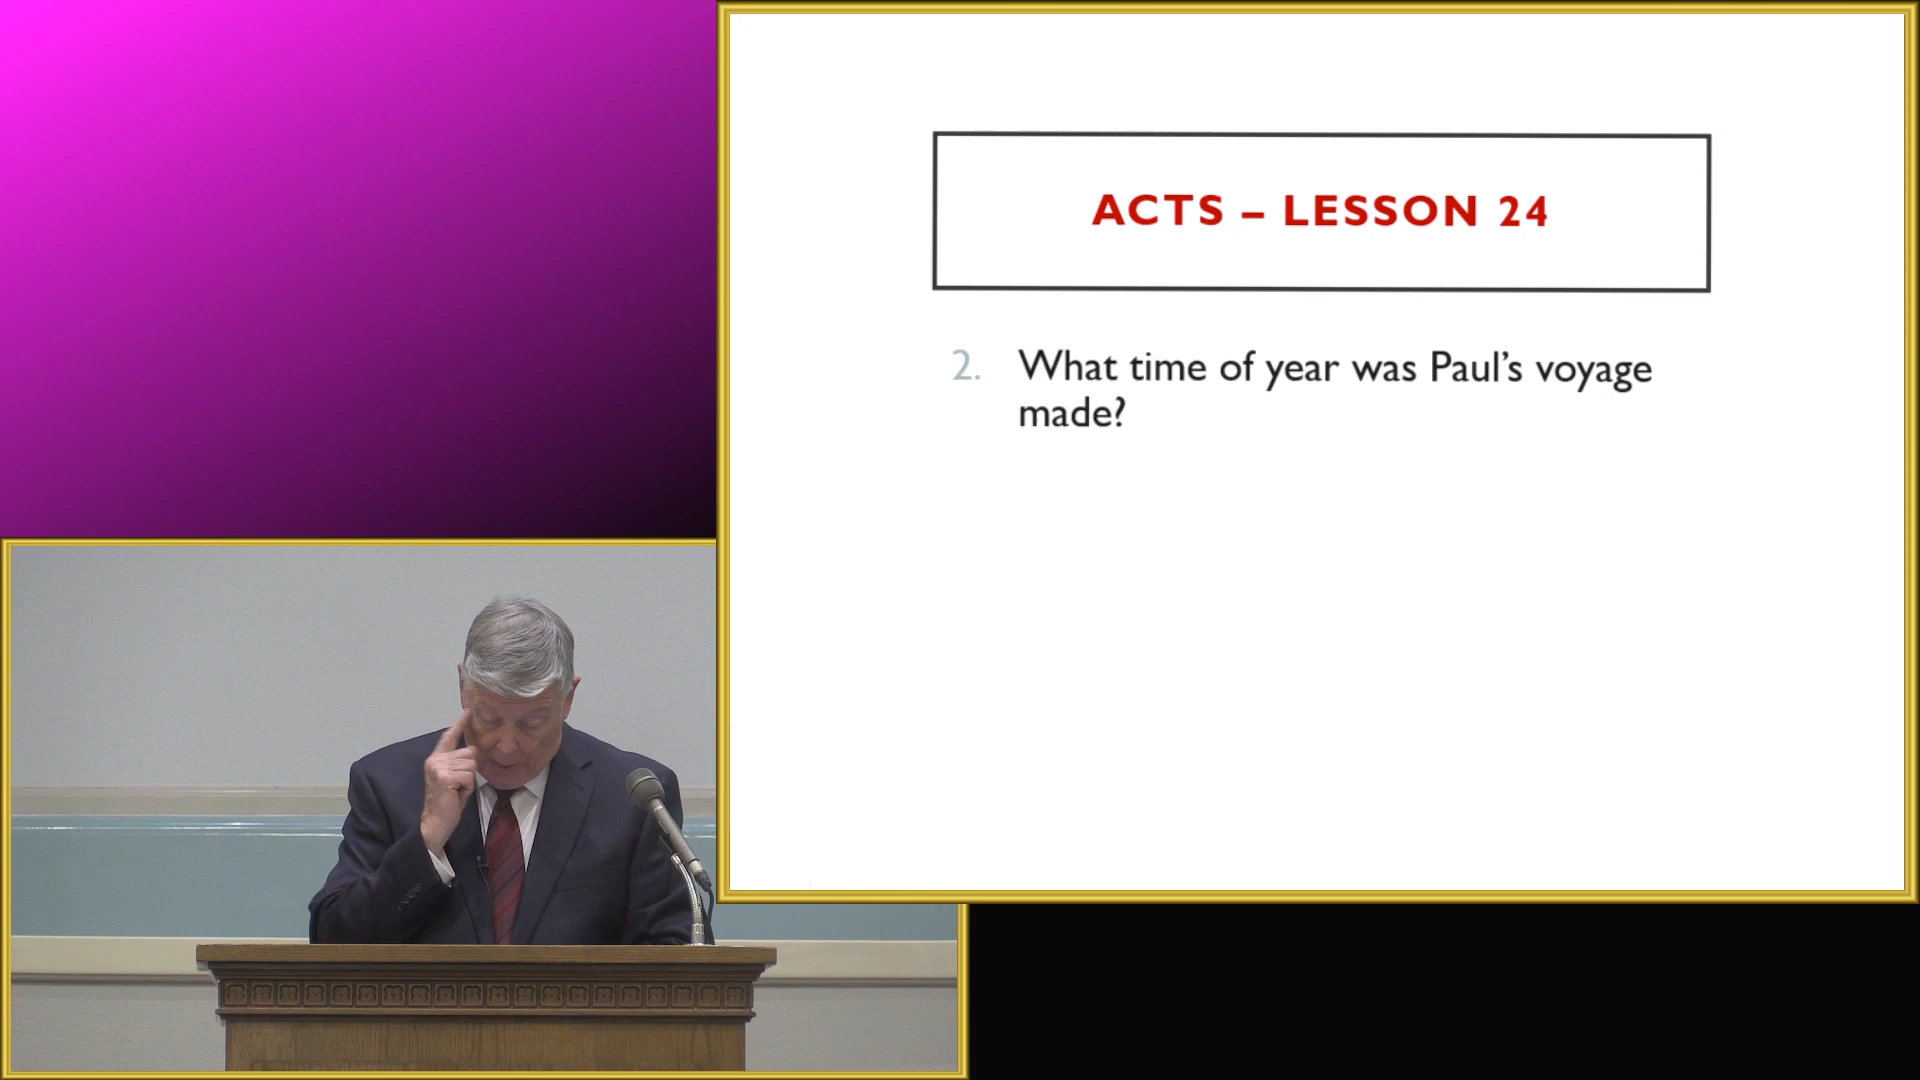 ACTS – LESSON 24
2. What time of year was Paul's voyage
made?